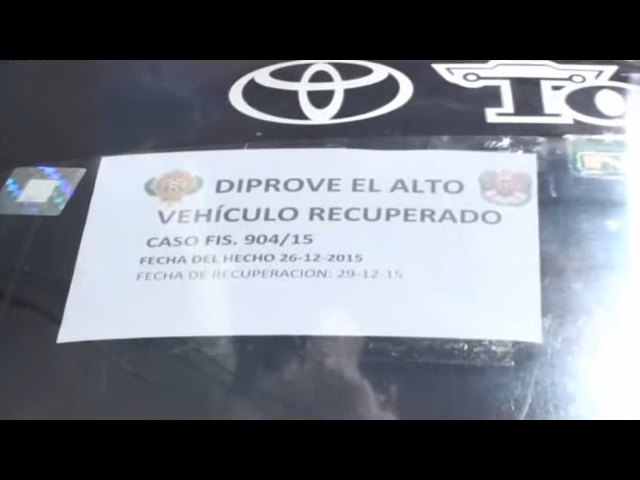 To
DIPROVE EL ALTO
VEHÍCULO RECUPERADO
CASO FIS. 904/15
FECHA DEL HECHO 26-12-2015
FECHA DE RECUPERACION: 29-12-15